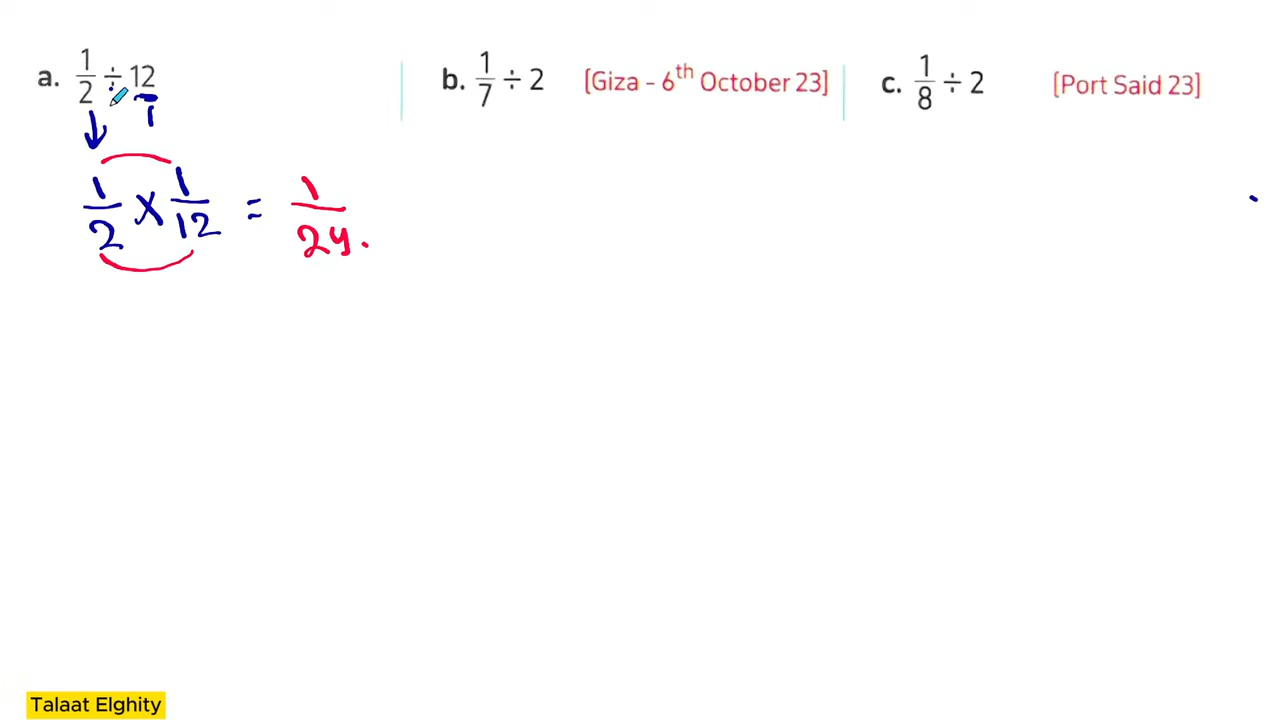 a. 1/2 ÷ 12/1
b. 1/7 ÷ 2 [Giza - 6th October 23]
c. 1/8 ÷ 2 [Port Said 23]
1/2 × 1/12 = 1/24.
Talaat Elghity